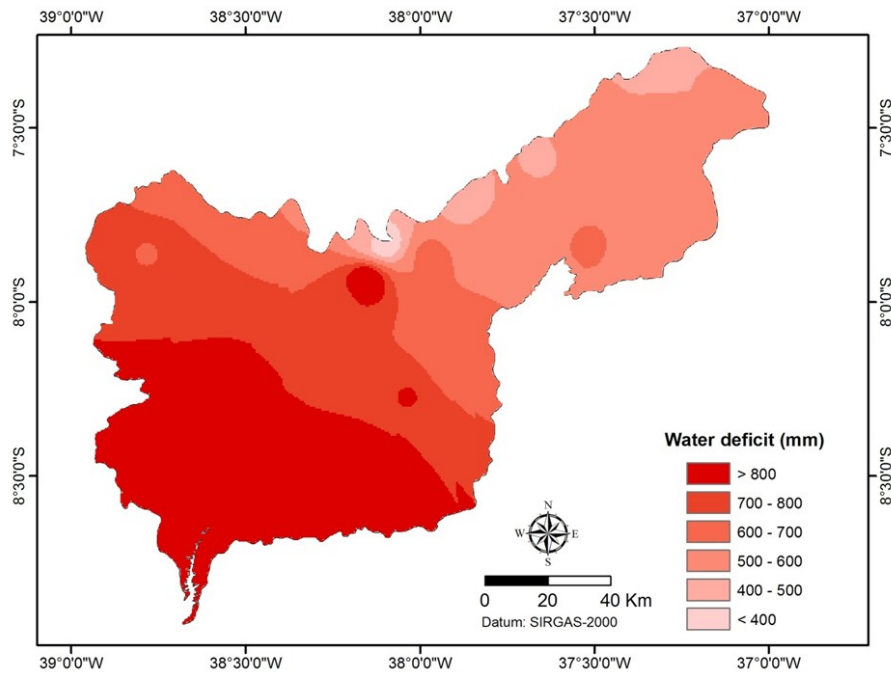 39°0'0"W 38°30'0"W 38°0'0"W 37°30'0"W 37°0'0"W
7°30'0"S 7°30'0"S
8°0'0"S 8°0'0"S
8°30'0"S 8°30'0"S
Water deficit (mm)
> 800
700 - 800
600 - 700
500 - 600
400 - 500
< 400
N
W E
S
0 20 40 Km
Datum: SIRGAS-2000
39°0'0"W 38°30'0"W 38°0'0"W 37°30'0"W 37°0'0"W